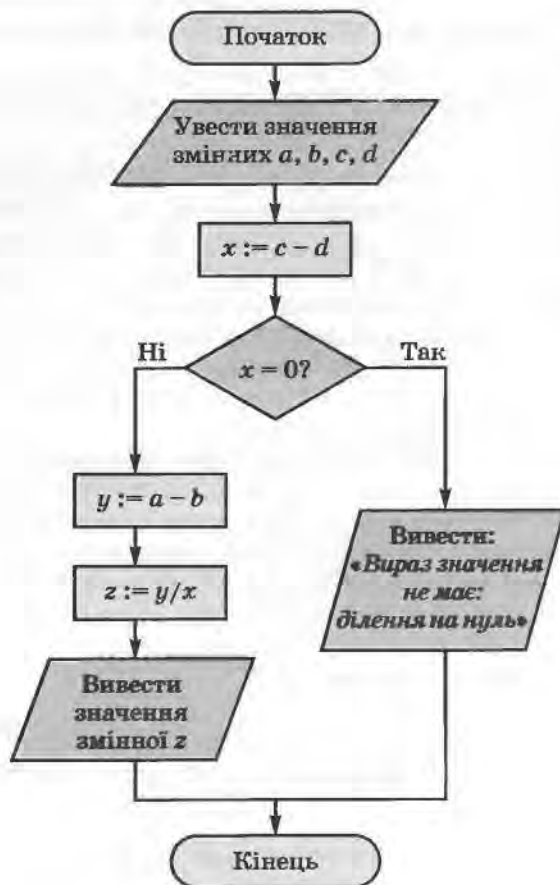 Початок
Увести значення
змінних a, b, c, d
x := c – d
Ні
Так
x = 0?
y := a – b
z := y/x
Вивести
значення
змінної z
Вивести:
«Вираз значення
не має:
ділення на нуль»
Кінець